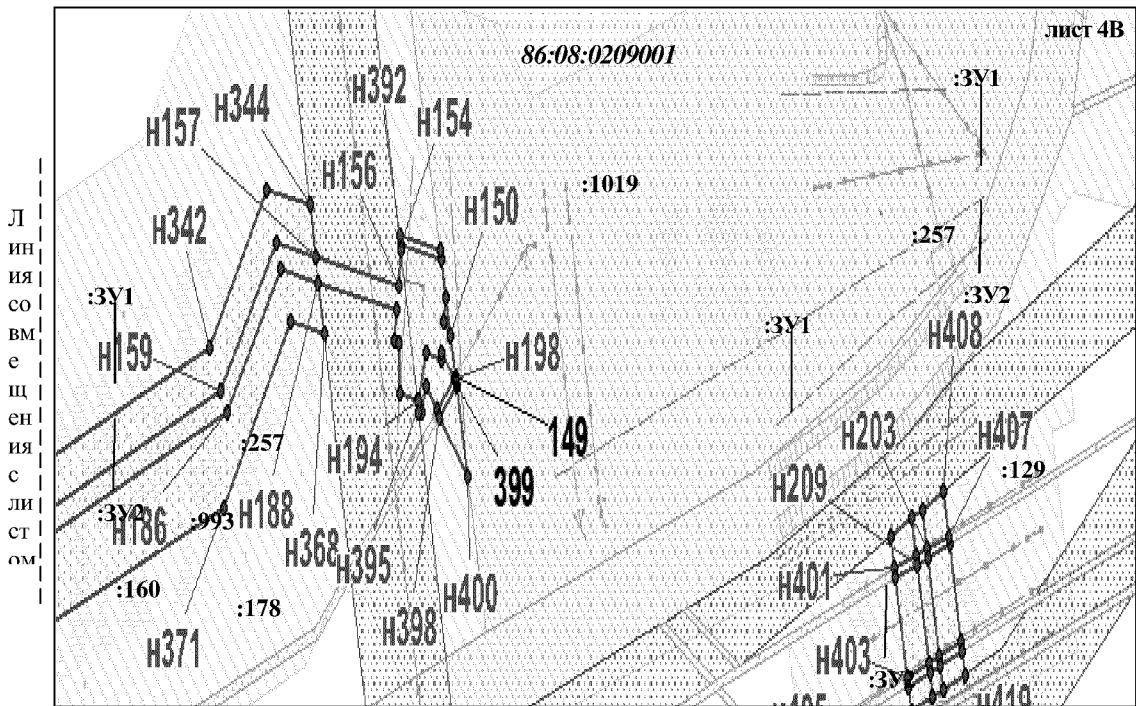 лист 4В
86:08:0209001
:ЗУ1
н392
н344
н154
н157
н156
:1019
н150
Линия совмещения с листом
н342
:257
:ЗУ1
:ЗУ2
:ЗУ1
н408
н159
н198
149
:257
н203
н407
н194
:129
399
н209
:ЗУ2
н186
:993
н188
н368
н395
:160
н401
:178
н400
н398
н371
н403
:ЗУ
н419